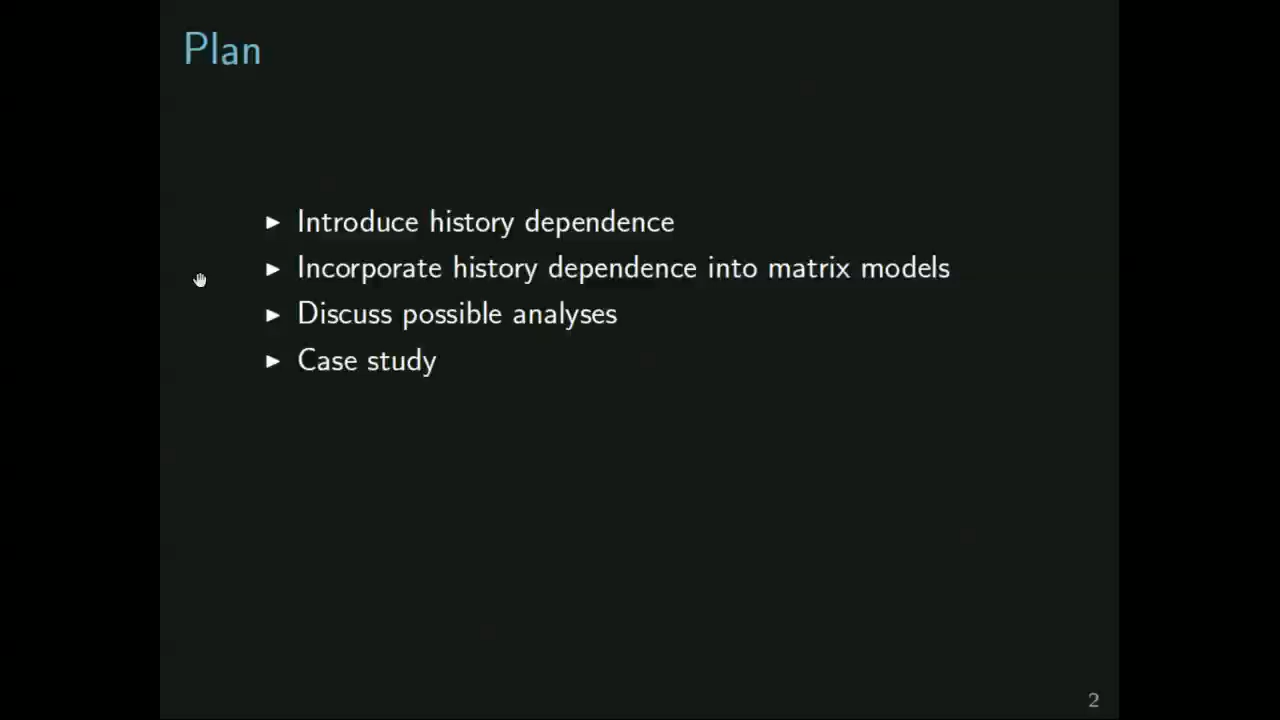 Plan
▶ Introduce history dependence
▶ Incorporate history dependence into matrix models
▶ Discuss possible analyses
▶ Case study
2